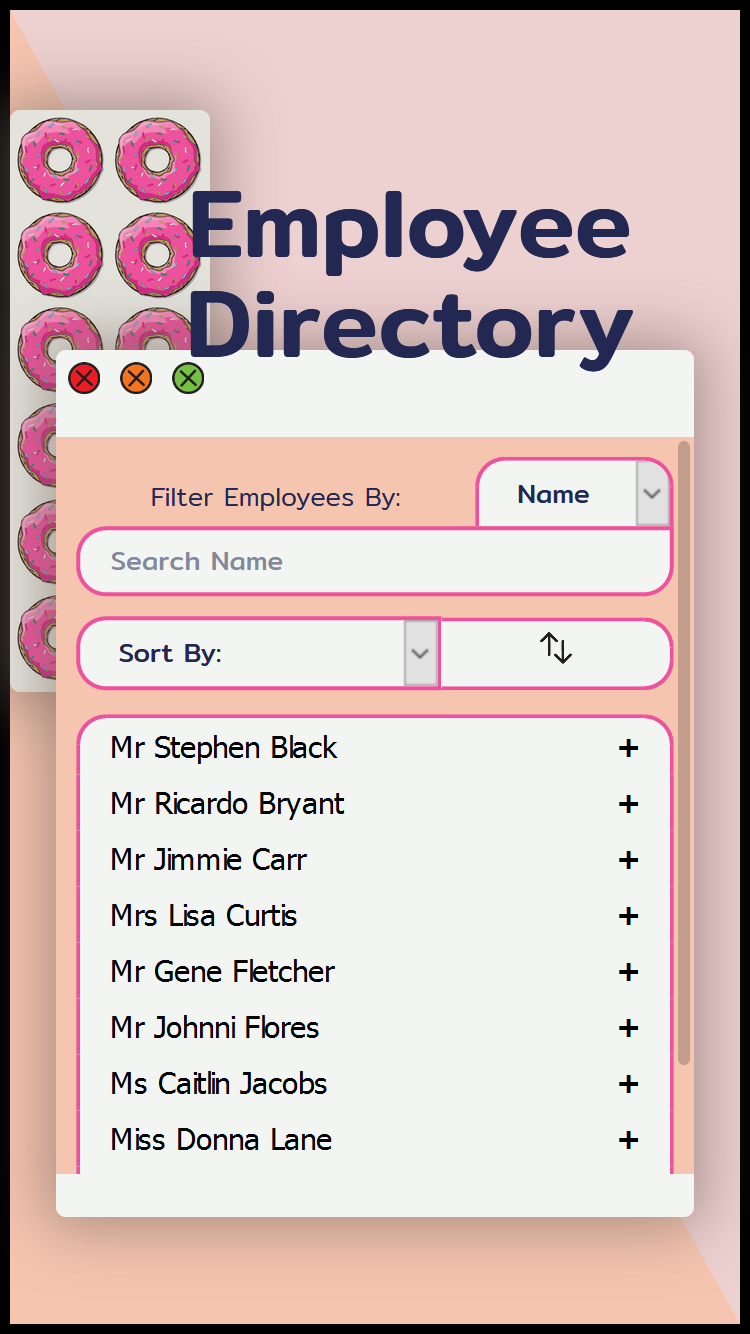 Employee
Directory
Filter Employees By:
Name
Search Name
Sort By:
Mr Stephen Black +
Mr Ricardo Bryant +
Mr Jimmie Carr +
Mrs Lisa Curtis +
Mr Gene Fletcher +
Mr Johnni Flores +
Ms Caitlin Jacobs +
Miss Donna Lane +